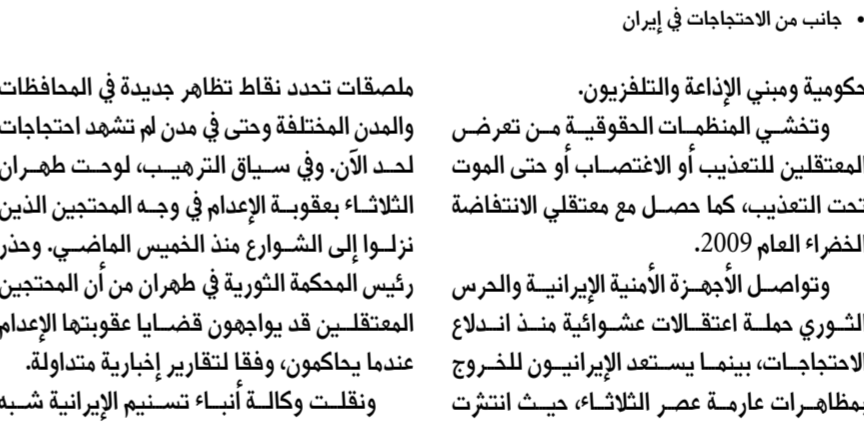 • جانب من الاحتجاجات في إيران
حكومية ومبني الإذاعة والتلفزيون.
وتخشي المنظمات الحقوقية من تعرض
المعتقلين للتعذيب أو الاغتصاب أو حتى الموت
تحت التعذيب، كما حصل مع معتقلي الانتفاضة
الخضراء العام 2009.
وتواصل الأجهزة الأمنية الإيرانية والحرس
الثوري حملة اعتقالات عشوائية منذ اندلاع
الاحتجاجات، بينما يستعد الإيرانيون للخروج
بمظاهرات عارمة عصر الثلاثاء، حيث انتشرت
ملصقات تحدد نقاط تظاهر جديدة في المحافظات
والمدن المختلفة وحتى في مدن لم تشهد احتجاجات
لحد الآن. وفي سياق الترهيب، لوحت طهران
الثلاثاء بعقوبة الإعدام في وجه المحتجين الذين
نزلوا إلى الشوارع منذ الخميس الماضي. وحذر
رئيس المحكمة الثورية في طهران من أن المحتجين
المعتقلين قد يواجهون قضايا عقوبتها الإعدام
عندما يحاكمون، وفقا لتقارير إخبارية متداولة.
ونقلت وكالة أنباء تسنيم الإيرانية شبه